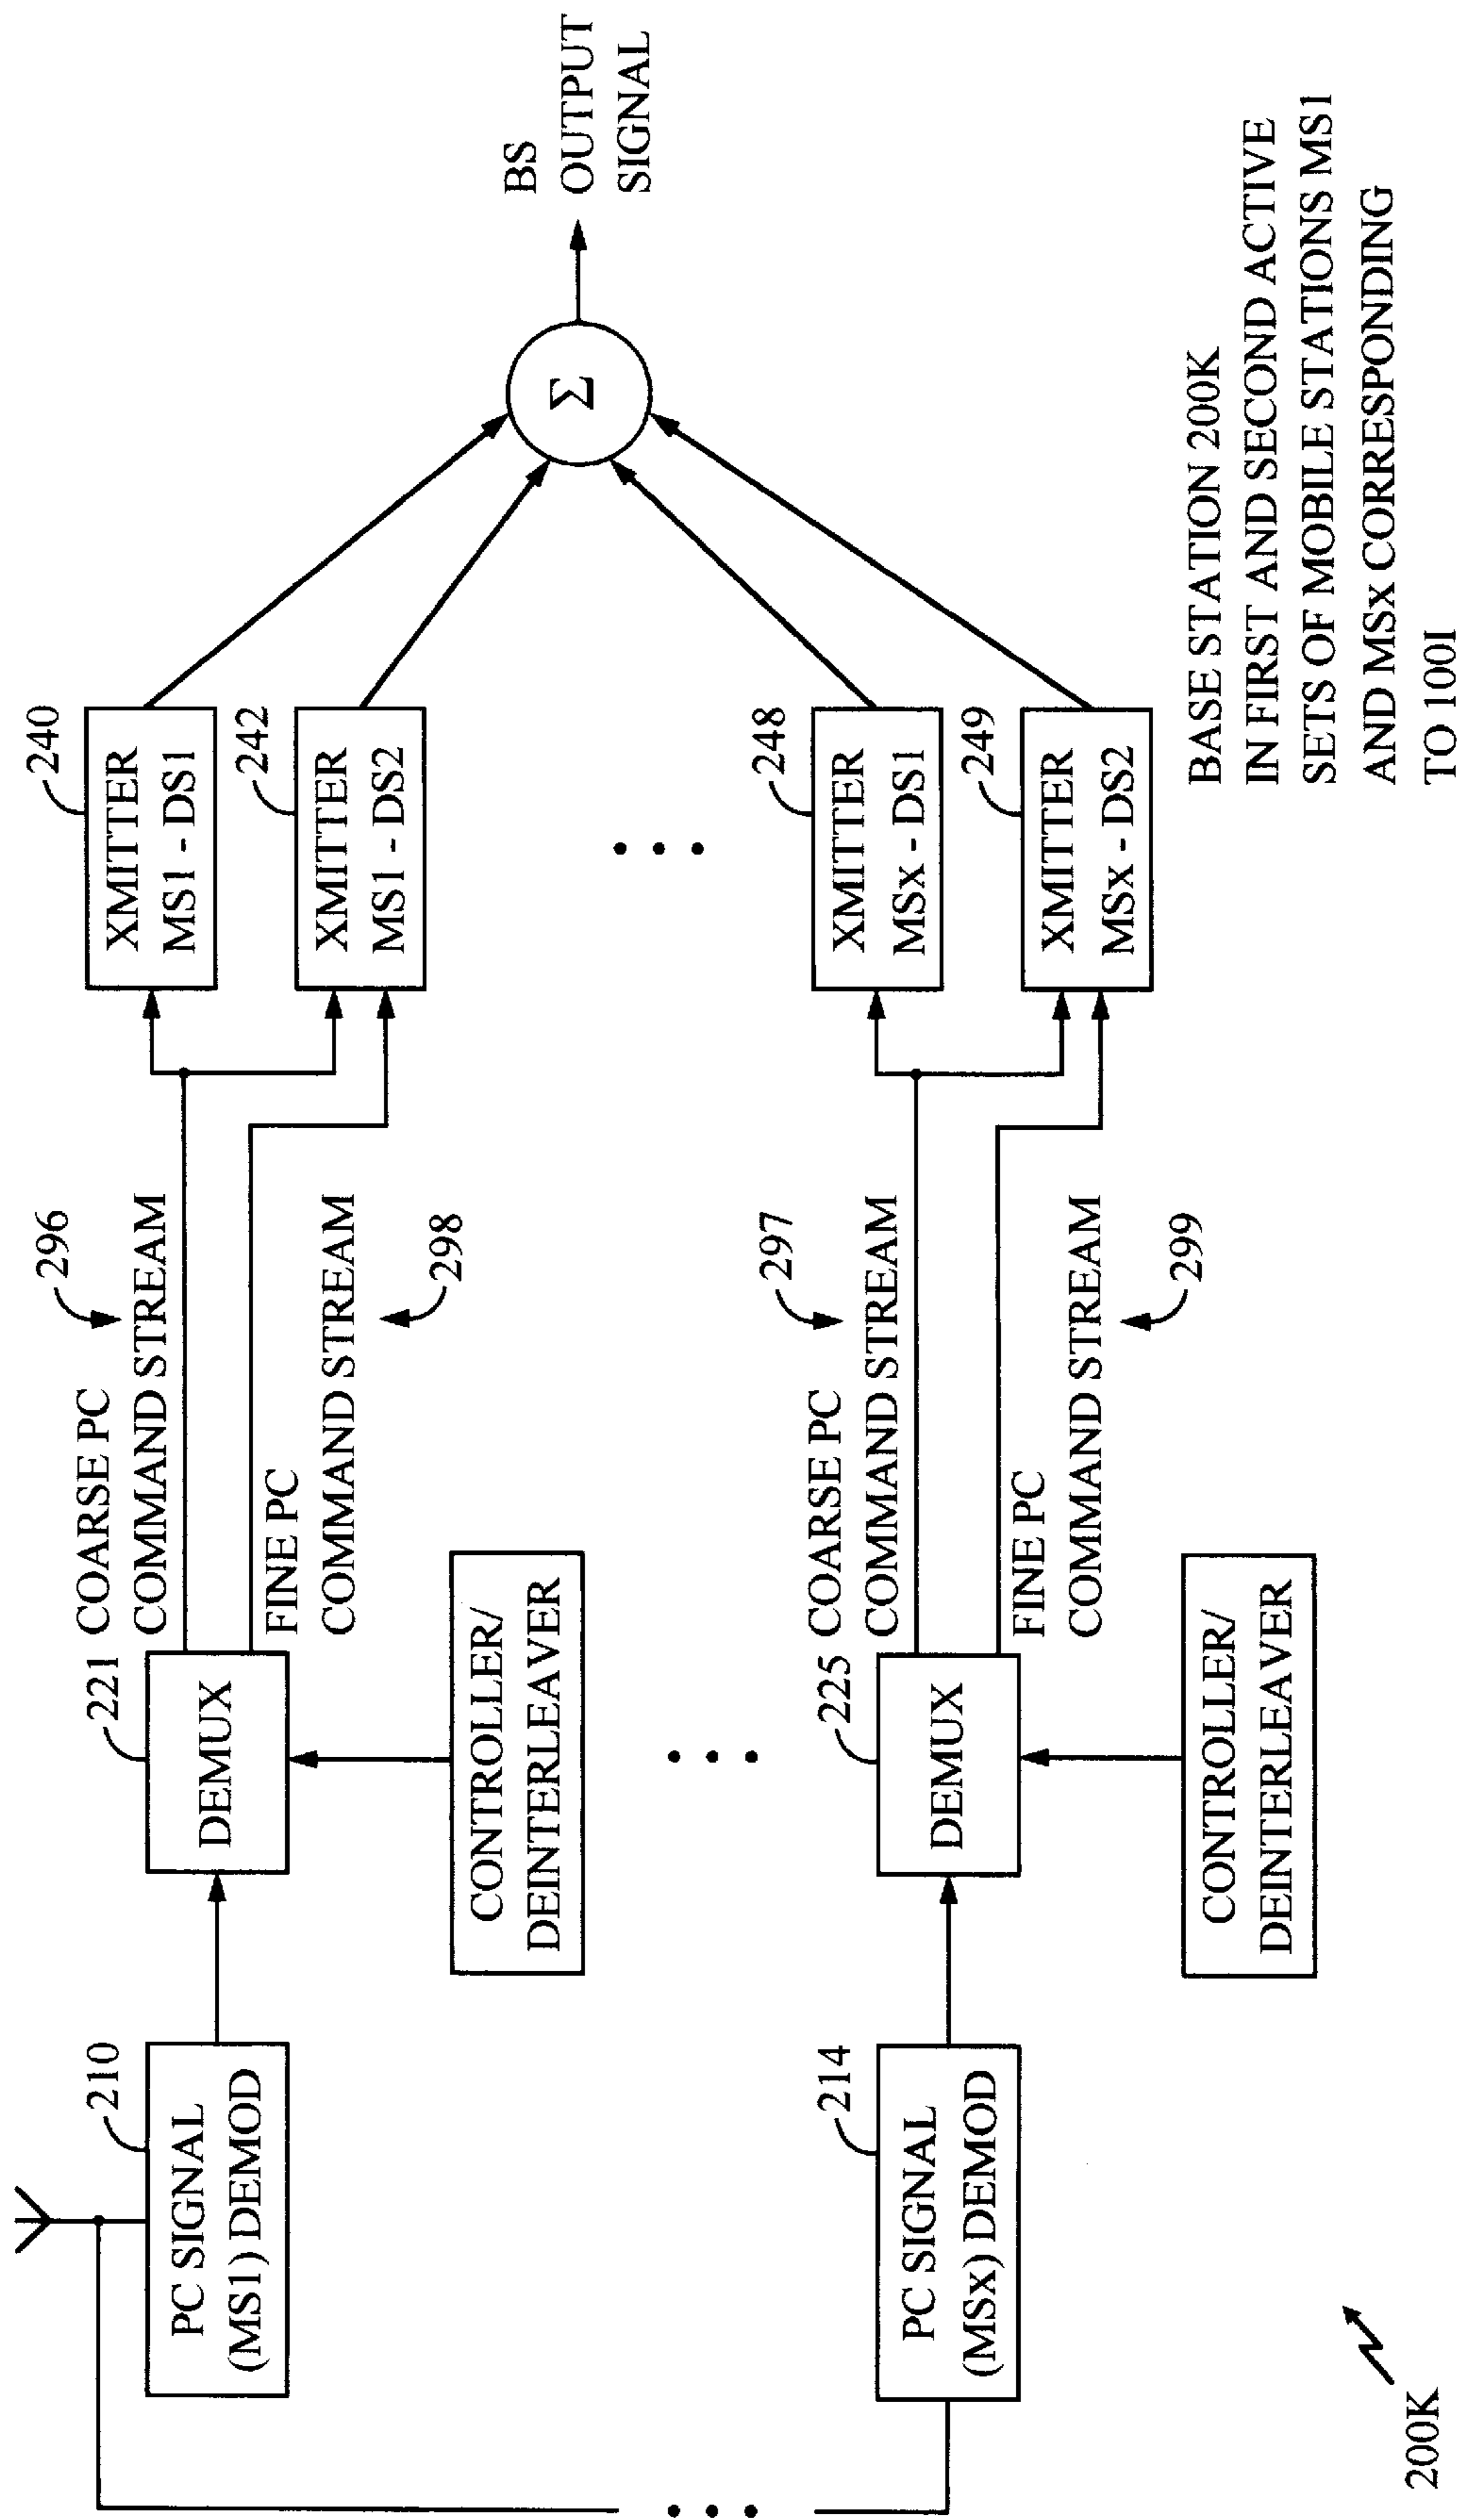 210
PC SIGNAL
(MS1) DEMOD
221
DEMUX
CONTROLLER/
DEINTERLEAVER
COARSE PC
COMMAND STREAM
296
FINE PC
COMMAND STREAM
298
240
XMITTER
MS1 - DS1
242
XMITTER
MS1 - DS2
Σ
BS
OUTPUT
SIGNAL
214
PC SIGNAL
(MSx) DEMOD
225
DEMUX
CONTROLLER/
DEINTERLEAVER
COARSE PC
COMMAND STREAM
297
FINE PC
COMMAND STREAM
299
248
XMITTER
MSx - DS1
249
XMITTER
MSx - DS2
BASE STATION 200K
IN FIRST AND SECOND ACTIVE
SETS OF MOBILE STATIONS MS1
AND MSx CORRESPONDING
TO 100I
200K